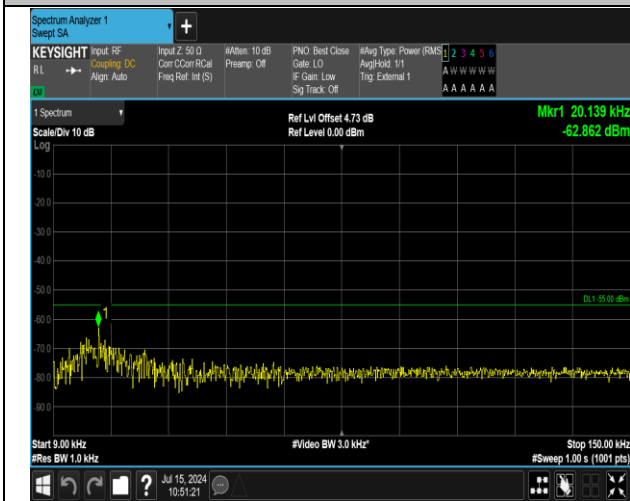 Spectrum Analyzer 1
Swept SA
+
KEYSIGHT
R L
LXI
Input: RF
Coupling: DC
Align: Auto
Input Z: 50 Ω
Corr CCorr RCal
Freq Ref: Int (S)
#Atten: 10 dB
Preamp: Off
PNO: Best Close
Gate: LO
IF Gain: Low
Sig Track: Off
#Avg Type: Power (RMS
Avg|Hold: 1/1
Trig: External 1
1 2 3 4 5 6
A W W W W W
A A A A A A
1 Spectrum
Scale/Div 10 dB
Log
Ref Lvl Offset 4.73 dB
Ref Level 0.00 dBm
Mkr1 20.139 kHz
-62.862 dBm
-10.0
-20.0
-30.0
-40.0
-50.0
DL1 -55.00 dBm
1
-60.0
-70.0
-80.0
-90.0
Start 9.00 kHz
#Res BW 1.0 kHz
#Video BW 3.0 kHz*
Stop 150.00 kHz
#Sweep 1.00 s (1001 pts)
?
Jul 15, 2024
10:51:21